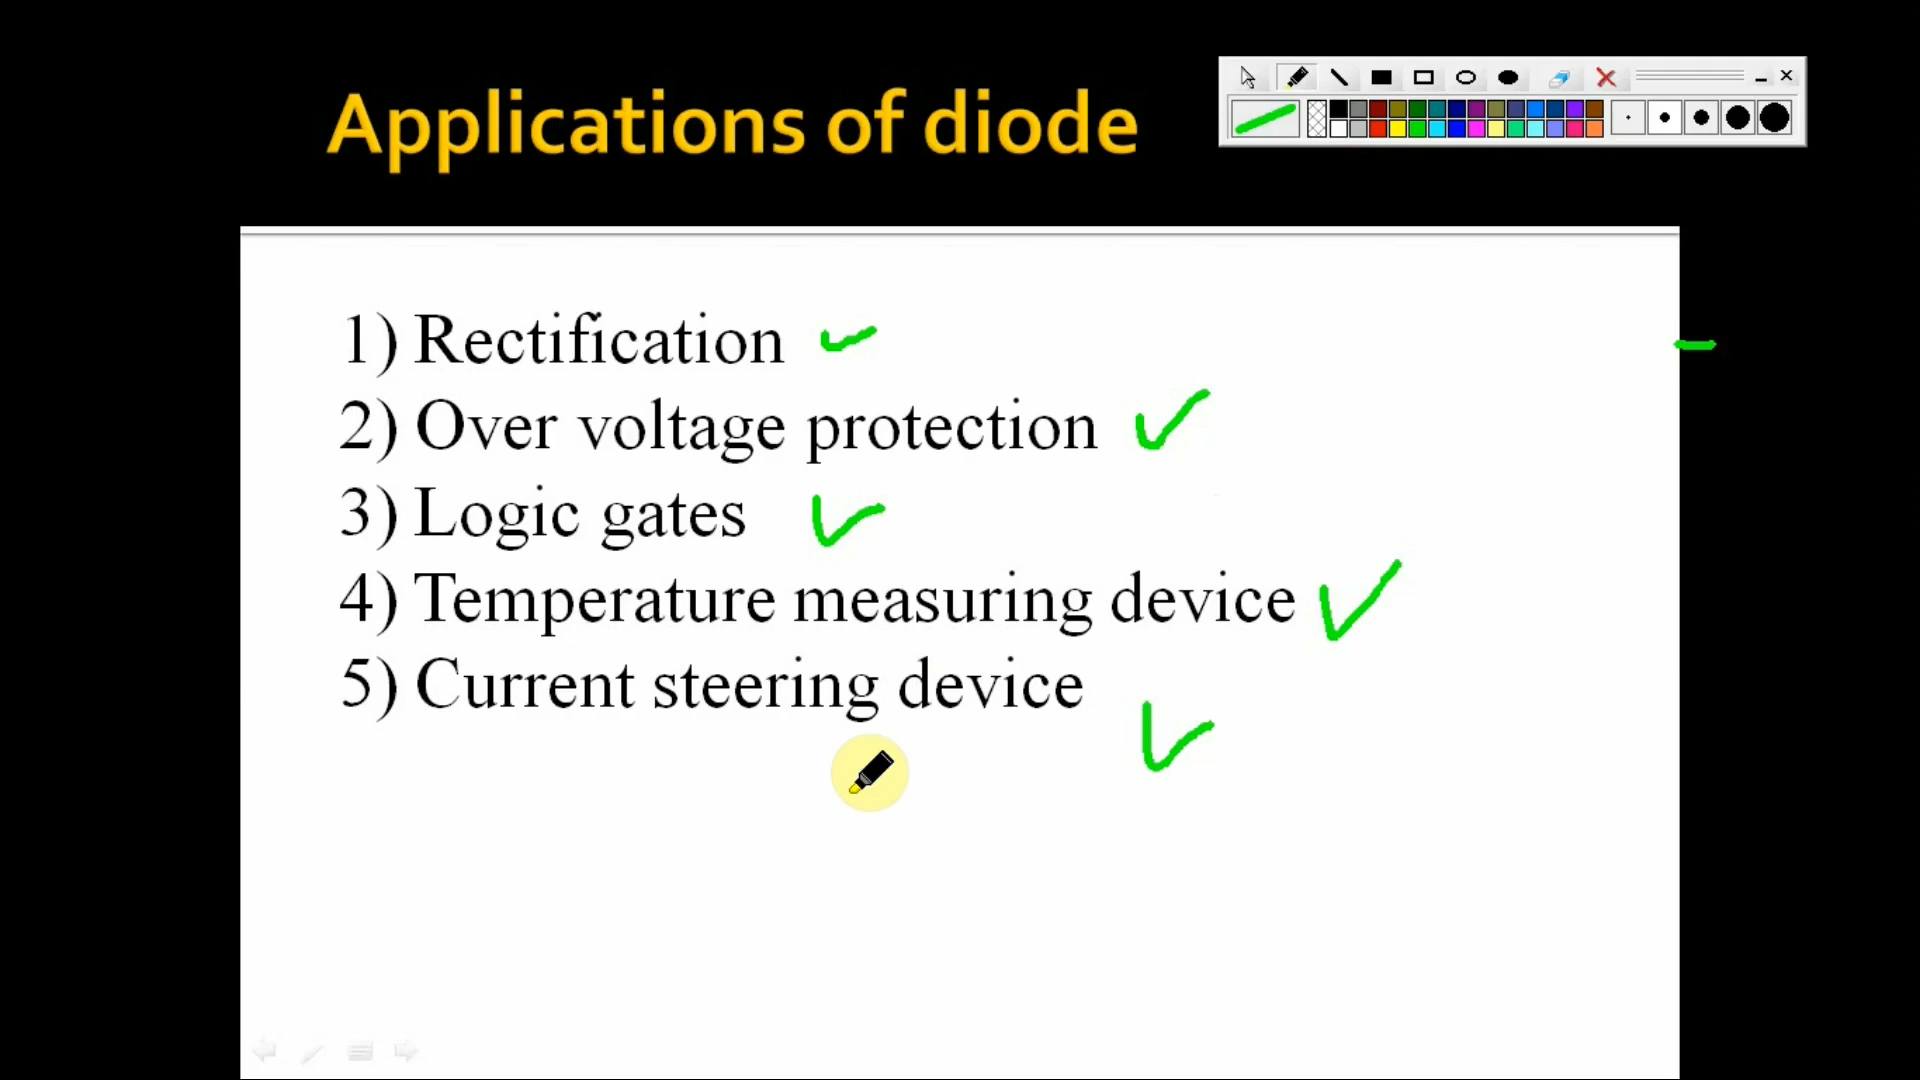 Applications of diode
1) Rectification
2) Over voltage protection
3) Logic gates
4) Temperature measuring device
5) Current steering device